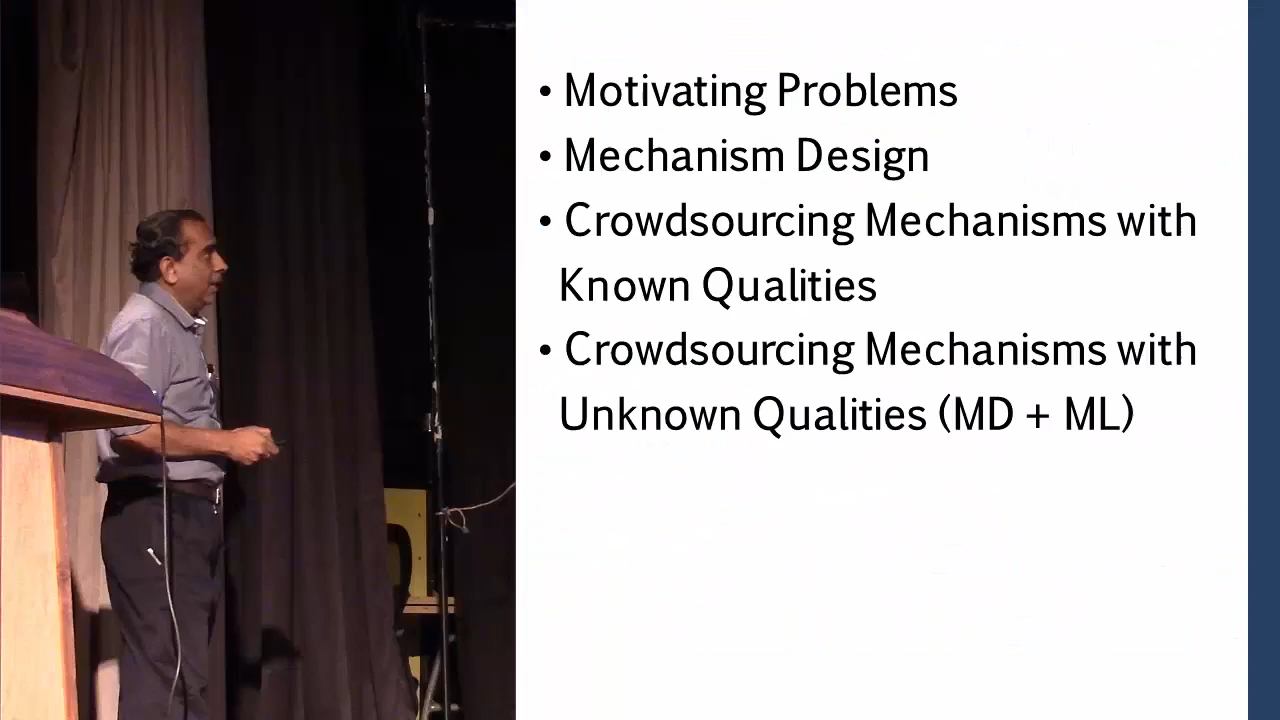 • Motivating Problems
• Mechanism Design
• Crowdsourcing Mechanisms with
Known Qualities
• Crowdsourcing Mechanisms with
Unknown Qualities (MD + ML)